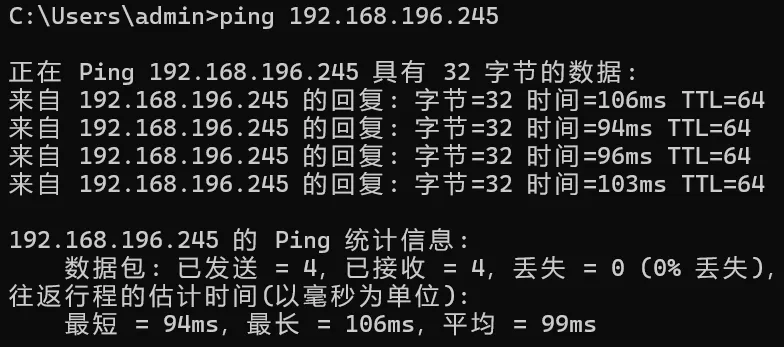 C:\Users\admin>ping 192.168.196.245
正在 Ping 192.168.196.245 具有 32 字节的数据:
来自 192.168.196.245 的回复: 字节=32 时间=106ms TTL=64
来自 192.168.196.245 的回复: 字节=32 时间=94ms TTL=64
来自 192.168.196.245 的回复: 字节=32 时间=96ms TTL=64
来自 192.168.196.245 的回复: 字节=32 时间=103ms TTL=64
192.168.196.245 的 Ping 统计信息:
数据包: 已发送 = 4, 已接收 = 4, 丢失 = 0 (0% 丢失),
往返行程的估计时间(以毫秒为单位):
最短 = 94ms, 最长 = 106ms, 平均 = 99ms